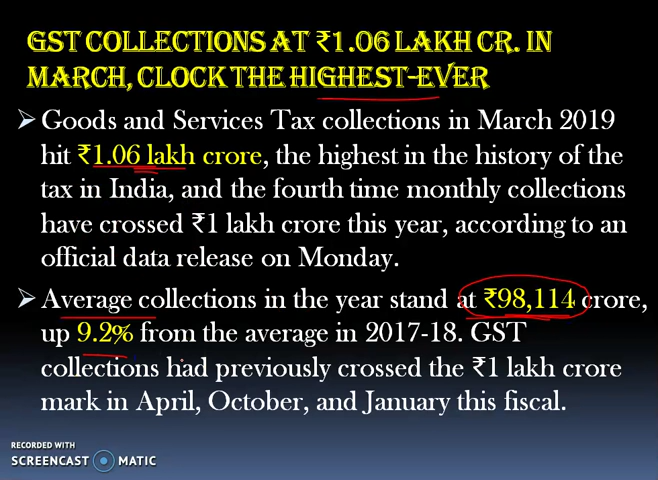 GST COLLECTIONS AT ₹1.06 LAKH CR. IN
MARCH, CLOCK THE HIGHEST-EVER
Goods and Services Tax collections in March 2019
hit ₹1.06 lakh crore, the highest in the history of the
tax in India, and the fourth time monthly collections
have crossed ₹1 lakh crore this year, according to an
official data release on Monday.
Average collections in the year stand at ₹98,114 crore,
up 9.2% from the average in 2017-18. GST
collections had previously crossed the ₹1 lakh crore
mark in April, October, and January this fiscal.
RECORDED WITH
SCREENCAST MATIC